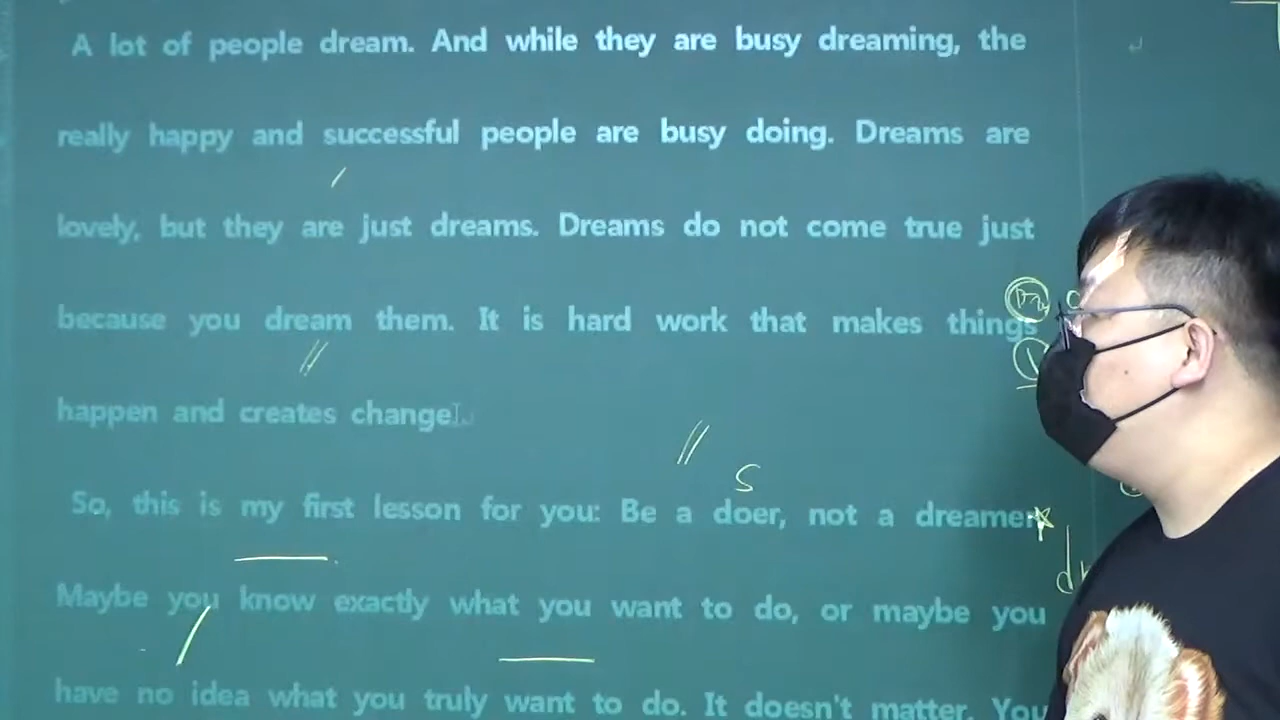 A lot of people dream. And while they are busy dreaming, the
really happy and successful people are busy doing. Dreams are
lovely, but they are just dreams. Dreams do not come true just
because you dream them. It is hard work that makes things
happen and creates change.
S
So, this is my first lesson for you: Be a doer, not a dreamer.
Maybe you know exactly what you want to do, or maybe you
have no idea what you truly want to do. It doesn't matter. You